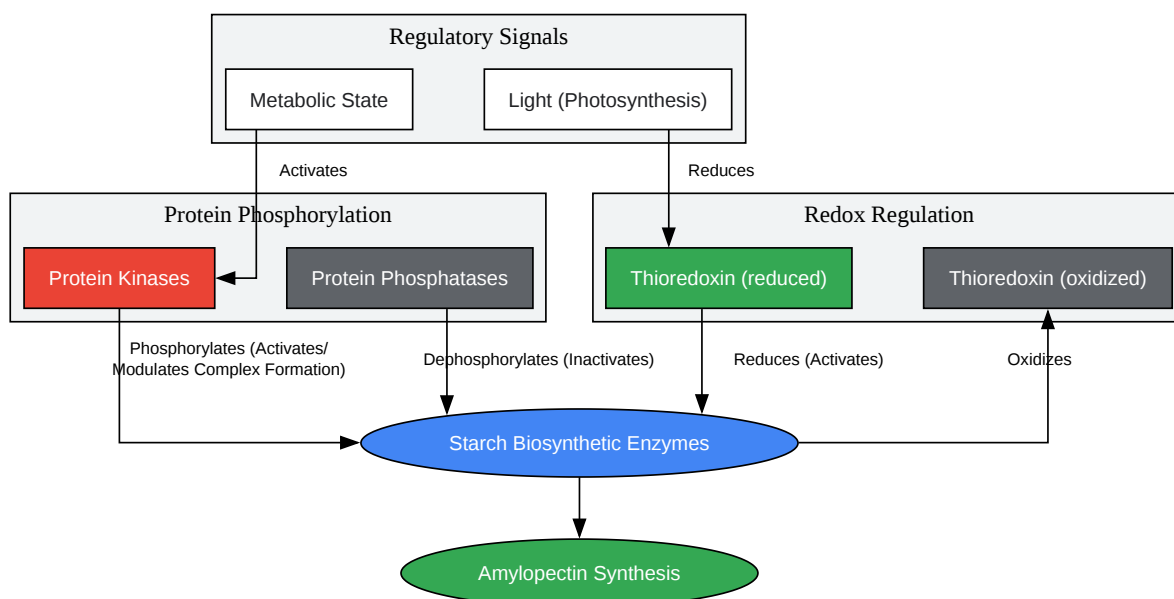 Regulatory Signals
Metabolic State
Light (Photosynthesis)
Activates
Reduces
Protein Phosphorylation
Redox Regulation
Protein Kinases
Protein Phosphatases
Thioredoxin (reduced)
Thioredoxin (oxidized)
Phosphorylates (Activates/
Modulates Complex Formation)
Dephosphorylates (Inactivates)
Reduces (Activates)
Oxidizes
Starch Biosynthetic Enzymes
Amylopectin Synthesis